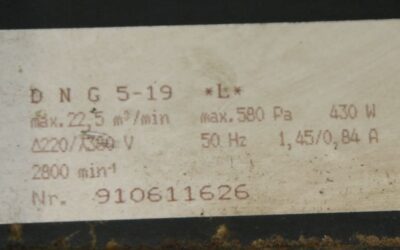 D N G 5-19 *L*
max.22,5 m³/min max.580 Pa 430 W
Δ220/⅄380 V 50 Hz 1,45/0,84 A
2800 min⁻¹
Nr. 910611626